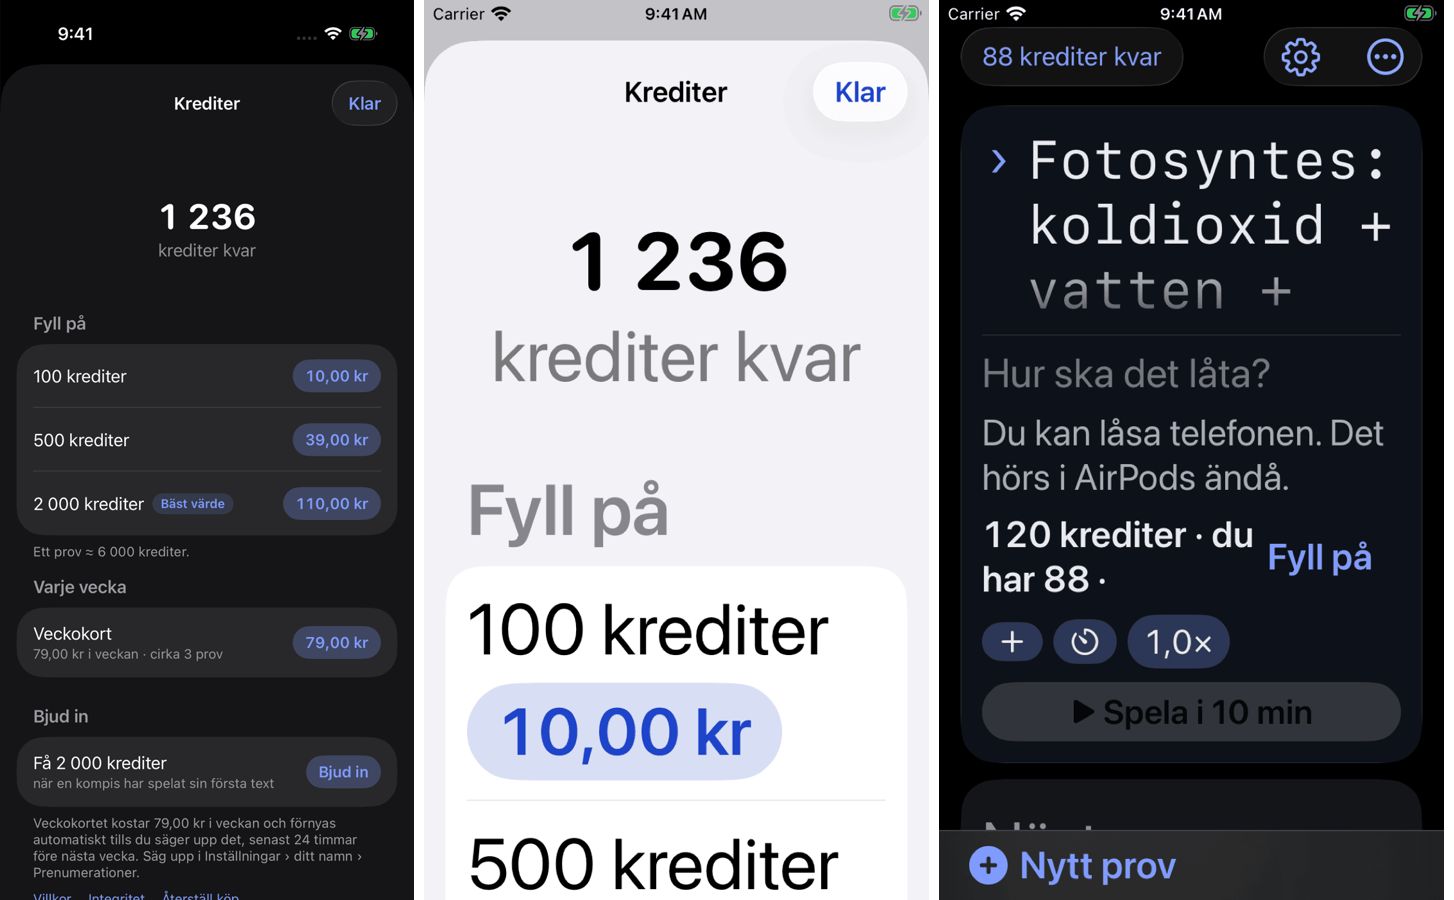 9:41
Krediter
Klar
1 236
krediter kvar
Fyll på
100 krediter
10,00 kr
500 krediter
39,00 kr
2 000 krediter
Bäst värde
110,00 kr
Ett prov ≈ 6 000 krediter.
Varje vecka
Veckokort
79,00 kr i veckan · cirka 3 prov
79,00 kr
Bjud in
Få 2 000 krediter
när en kompis har spelat sin första text
Bjud in
Veckokortet kostar 79,00 kr i veckan och förnyas
automatiskt tills du säger upp det, senast 24 timmar
före nästa vecka. Säg upp i Inställningar › ditt namn ›
Prenumerationer.
Villkor Integritet Återställ köp
Carrier
9:41 AM
Krediter
Klar
1 236
krediter kvar
Fyll på
100 krediter
10,00 kr
500 krediter
Carrier
9:41 AM
88 krediter kvar
› Fotosyntes:
koldioxid +
vatten +
Hur ska det låta?
Du kan låsa telefonen. Det
hörs i AirPods ändå.
120 krediter · du
har 88 ·
Fyll på
1,0×
Spela i 10 min
Nytt prov